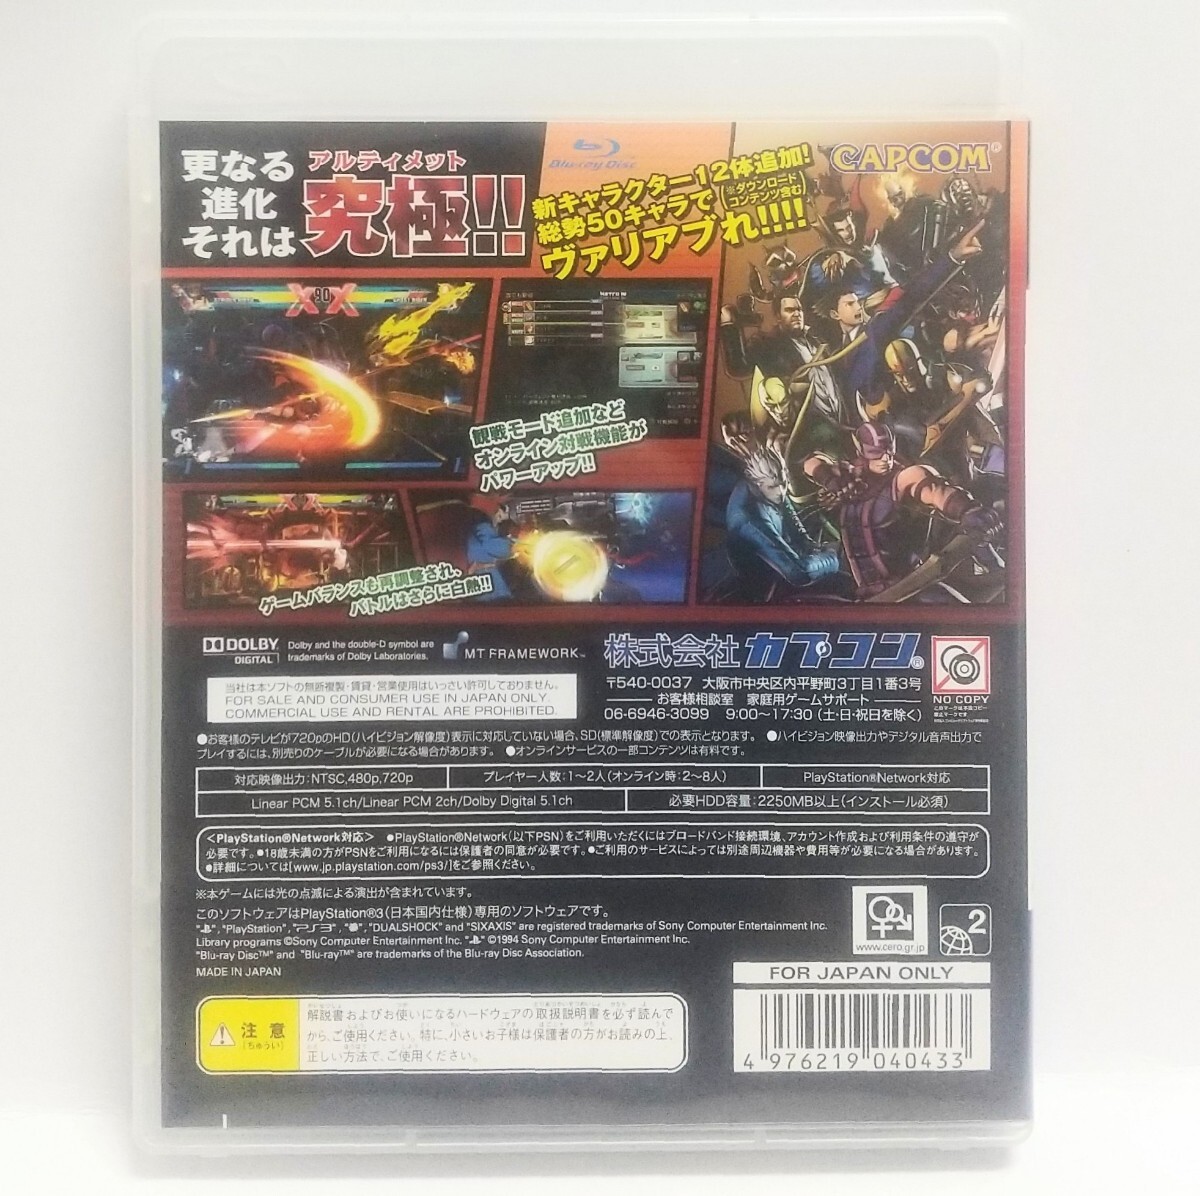 更なる
進化
それは
アルティメット
究極!!
Blu-ray Disc
新キャラクター12体追加!
総勢50キャラで
(※ダウンロード
コンテンツ含む)
ヴァリアブれ!!!!
CAPCOM®
90
観戦モード追加など
オンライン対戦機能が
パワーアップ!!
ゲームバランスも再調整され、
バトルはさらに白熱!!
DOLBY
DIGITAL
Dolby and the double-D symbol are
trademarks of Dolby Laboratories.
MT FRAMEWORK™
株式会社カプコン®
〒540-0037 大阪市中央区内平野町3丁目1番3号
お客様相談室 家庭用ゲームサポート
06-6946-3099 9:00〜17:30 (土・日・祝日を除く)
NO COPY
当社は本ソフトの無断複製・賃貸・営業使用はいっさい許可しておりません。
FOR SALE AND CONSUMER USE IN JAPAN ONLY.
COMMERCIAL USE AND RENTAL ARE PROHIBITED.
●お客様のテレビが720pのHD(ハイビジョン解像度)表示に対応していない場合、SD(標準解像度)での表示となります。 ●ハイビジョン映像出力やデジタル音声出力で
プレイするには、別売りのケーブルが必要になる場合があります。 ●オンラインサービスの一部コンテンツは有料です。
対応映像出力:NTSC,480p,720p
プレイヤー人数:1〜2人(オンライン時:2〜8人)
PlayStation®Network対応
Linear PCM 5.1ch/Linear PCM 2ch/Dolby Digital 5.1ch
必要HDD容量:2250MB以上(インストール必須)
<PlayStation®Network対応> ●PlayStation®Network(以下PSN)をご利用いただくにはブロードバンド接続環境、アカウント作成および利用条件の遵守が
必要です。●18歳未満の方がPSNをご利用になるには保護者の同意が必要です。●ご利用のサービスによっては別途周辺機器や費用等が必要になる場合があります。
●詳細については[www.jp.playstation.com/ps3/]をご参照ください。
※本ゲームには光の点滅による演出が含まれています。
このソフトウェアはPlayStation®3(日本国内仕様)専用のソフトウェアです。
"PlayStation", "PS3", "DUALSHOCK" and "SIXAXIS" are registered trademarks of Sony Computer Entertainment Inc.
Library programs ©Sony Computer Entertainment Inc. ©1994 Sony Computer Entertainment Inc.
"Blu-ray Disc™" and "Blu-ray™" are trademarks of the Blu-ray Disc Association.
MADE IN JAPAN
www.cero.gr.jp
2
FOR JAPAN ONLY
注意
(ちゅうい)
解説書およびお使いになるハードウェアの取扱説明書を必ず読んで
から、ご使用ください。特に、小さいお子様は保護者の方がお読みの上、
正しい方法で、ご使用ください。
4 976219 040433